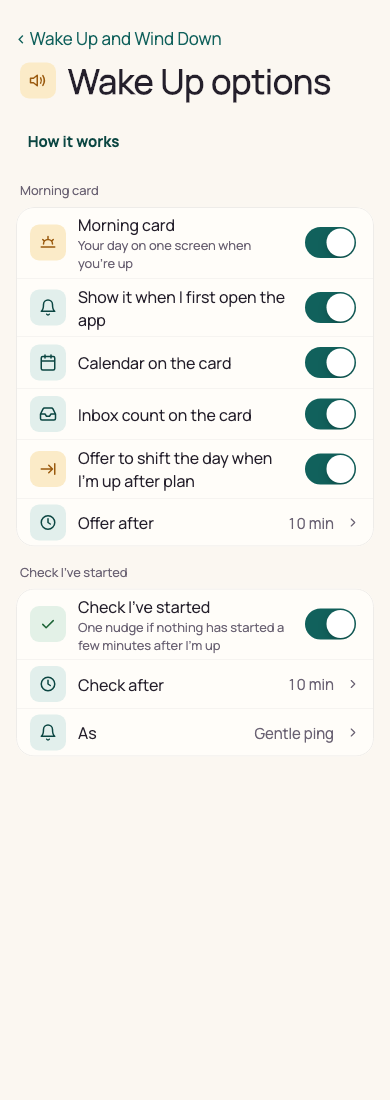 ‹ Wake Up and Wind Down
Wake Up options
How it works
Morning card
Morning card
Your day on one screen when
you're up
Show it when I first open the
app
Calendar on the card
Inbox count on the card
Offer to shift the day when
I'm up after plan
Offer after
10 min
Check I've started
Check I've started
One nudge if nothing has started a
few minutes after I'm up
Check after
10 min
As
Gentle ping